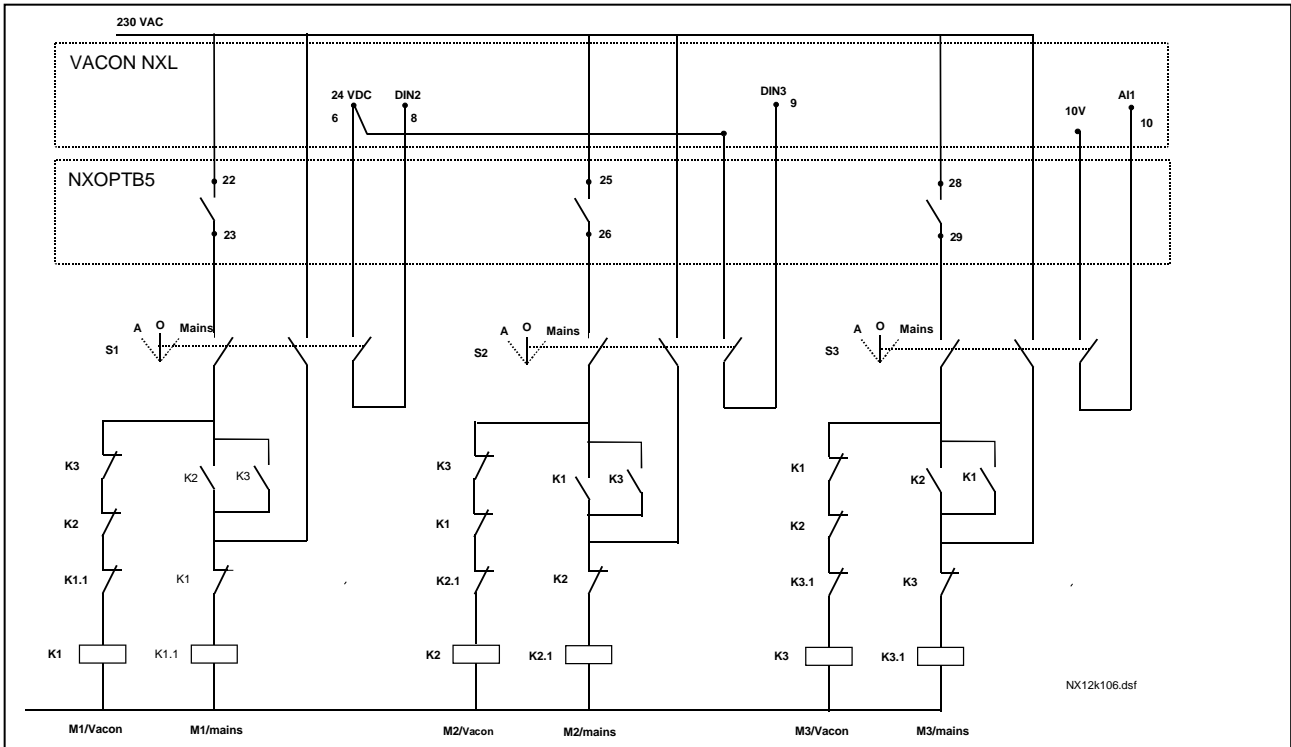 230 VAC
VACON NXL
24 VDC DIN2 DIN3 AI1
6 8 9 10V 10
NXOPTB5
22 25 28
23 26 29
A O Mains A O Mains A O Mains
S1 S2 S3
K3 K2 K3 K3 K1 K3 K1 K2 K1
K2 K1 K2
K1.1 K1 K2.1 K2 K3.1 K3
K1 K1.1 K2 K2.1 K3 K3.1
NX12k106.dsf
M1/Vacon M1/mains M2/Vacon M2/mains M3/Vacon M3/mains